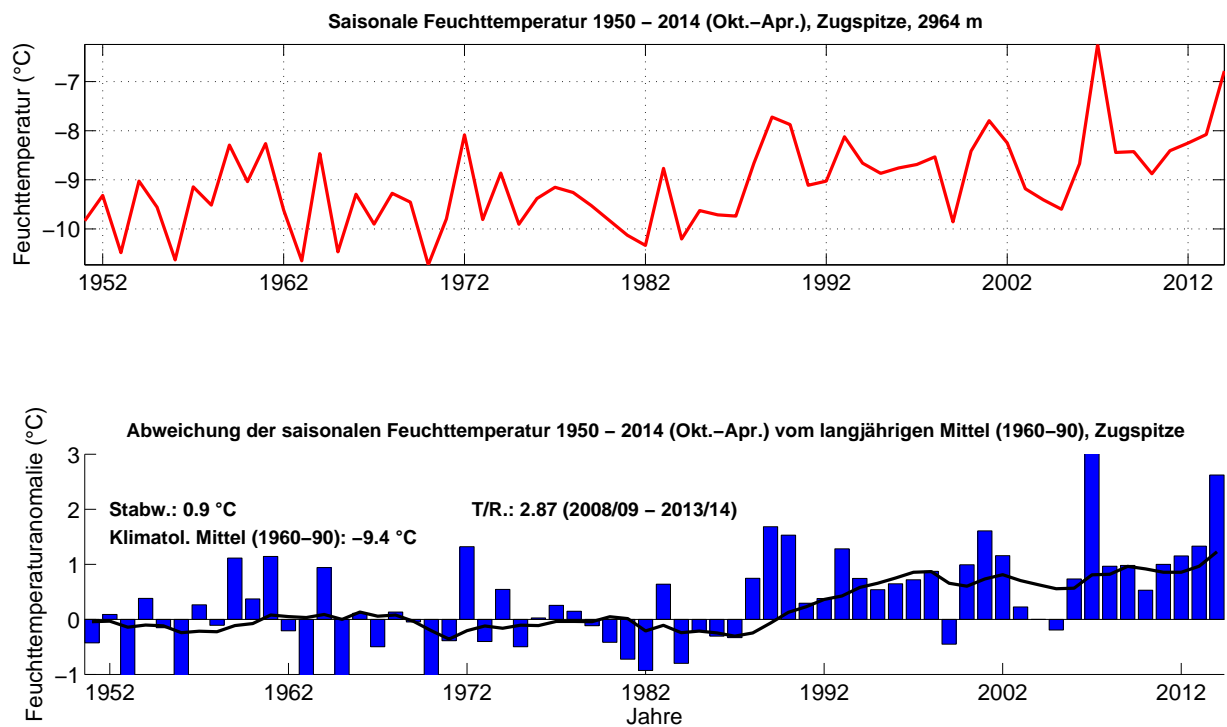 Saisonale Feuchttemperatur 1950 – 2014 (Okt.–Apr.), Zugspitze, 2964 m
Feuchttemperatur (°C)
–7
–8
–9
–10
1952 1962 1972 1982 1992 2002 2012
Abweichung der saisonalen Feuchttemperatur 1950 – 2014 (Okt.–Apr.) vom langjährigen Mittel (1960–90), Zugspitze
Feuchttemperaturanomalie (°C)
3
2
1
0
–1
Stabw.: 0.9 °C
T/R.: 2.87 (2008/09 – 2013/14)
Klimatol. Mittel (1960–90): –9.4 °C
1952 1962 1972 1982 1992 2002 2012
Jahre